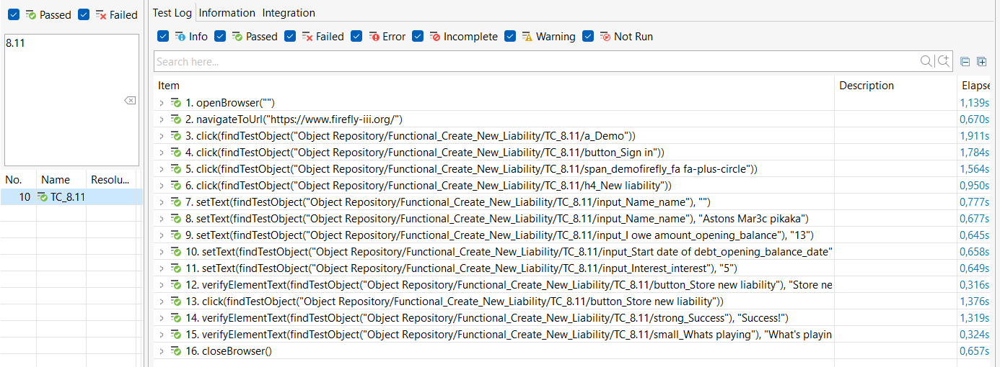 Passed Failed
8.11
No. Name Resolu...
10 TC_8.11
Test Log Information Integration
Info Passed Failed Error Incomplete Warning Not Run
Search here...
Item Description Elapse
1. openBrowser("") 1,139s
2. navigateToUrl("https://www.firefly-iii.org/") 0,670s
3. click(findTestObject("Object Repository/Functional_Create_New_Liability/TC_8.11/a_Demo")) 1,911s
4. click(findTestObject("Object Repository/Functional_Create_New_Liability/TC_8.11/button_Sign in")) 1,784s
5. click(findTestObject("Object Repository/Functional_Create_New_Liability/TC_8.11/span_demofirefly_fa fa-plus-circle")) 1,564s
6. click(findTestObject("Object Repository/Functional_Create_New_Liability/TC_8.11/h4_New liability")) 0,950s
7. setText(findTestObject("Object Repository/Functional_Create_New_Liability/TC_8.11/input_Name_name"), "") 0,777s
8. setText(findTestObject("Object Repository/Functional_Create_New_Liability/TC_8.11/input_Name_name"), "Astons Mar3c pikaka") 0,677s
9. setText(findTestObject("Object Repository/Functional_Create_New_Liability/TC_8.11/input_I owe amount_opening_balance"), "13") 0,645s
10. setText(findTestObject("Object Repository/Functional_Create_New_Liability/TC_8.11/input_Start date of debt_opening_balance_date" 0,658s
11. setText(findTestObject("Object Repository/Functional_Create_New_Liability/TC_8.11/input_Interest_interest"), "5") 0,649s
12. verifyElementText(findTestObject("Object Repository/Functional_Create_New_Liability/TC_8.11/button_Store new liability"), "Store ne 0,316s
13. click(findTestObject("Object Repository/Functional_Create_New_Liability/TC_8.11/button_Store new liability")) 1,376s
14. verifyElementText(findTestObject("Object Repository/Functional_Create_New_Liability/TC_8.11/strong_Success"), "Success!") 1,319s
15. verifyElementText(findTestObject("Object Repository/Functional_Create_New_Liability/TC_8.11/small_Whats playing"), "What's playin 0,324s
16. closeBrowser() 0,657s